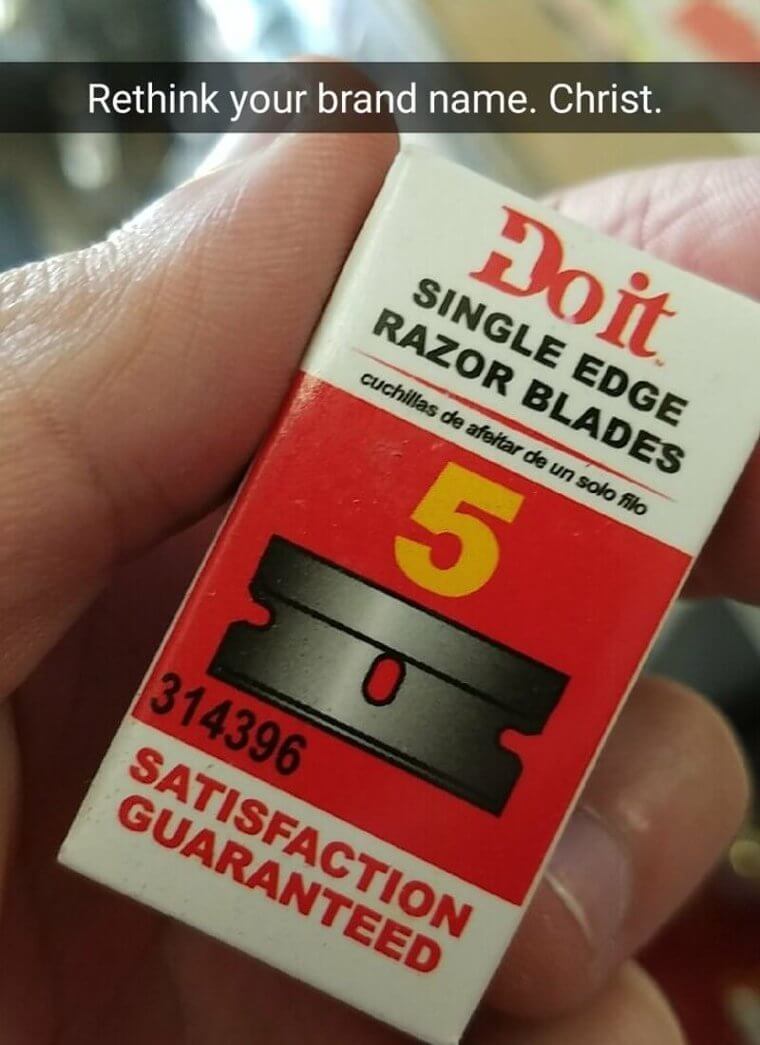 Rethink your brand name. Christ.
Do it™
SINGLE EDGE
RAZOR BLADES
cuchillas de afeitar de un solo filo
5
314396
SATISFACTION
GUARANTEED